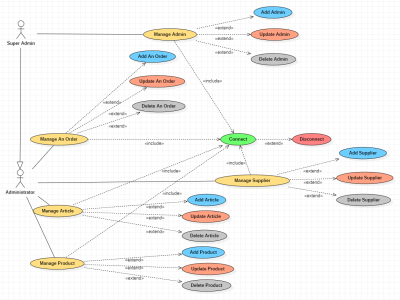 Add Admin
«extend»
Super Admin
Manage Admin
«extend»
Update Admin
«extend»
Add An Order
Delete Admin
«include»
Update An Order
«extend»
Delete An Order
«extend»
«extend»
Manage An Order
«include»
Connect
«extend»
Disconnect
Add Supplier
«include»
«extend»
Manage Supplier
«extend»
Update Supplier
Administrator
«include»
«extend»
Delete Supplier
Add Article
«extend»
Manage Article
Update Article
«extend»
«extend»
Delete Article
Add Product
«extend»
Manage Product
«extend»
Update Product
«extend»
Delete Product